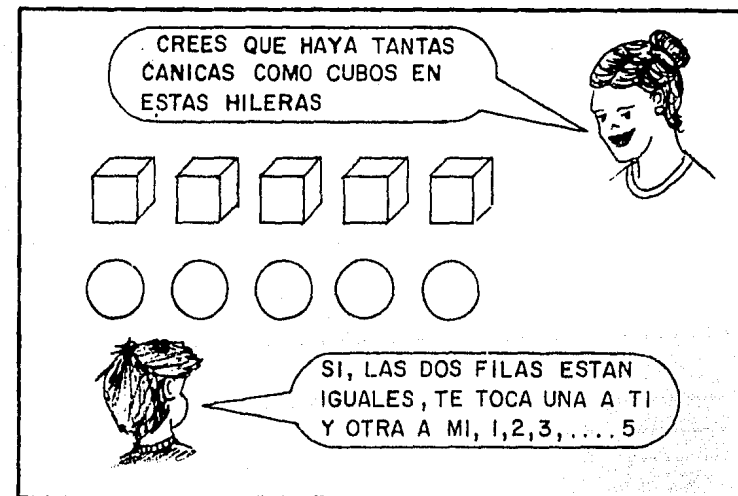 CREES QUE HAYA TANTAS
CANICAS COMO CUBOS EN
ESTAS HILERAS
SI, LAS DOS FILAS ESTAN
IGUALES, TE TOCA UNA A TI
Y OTRA A MI, 1,2,3, .... 5